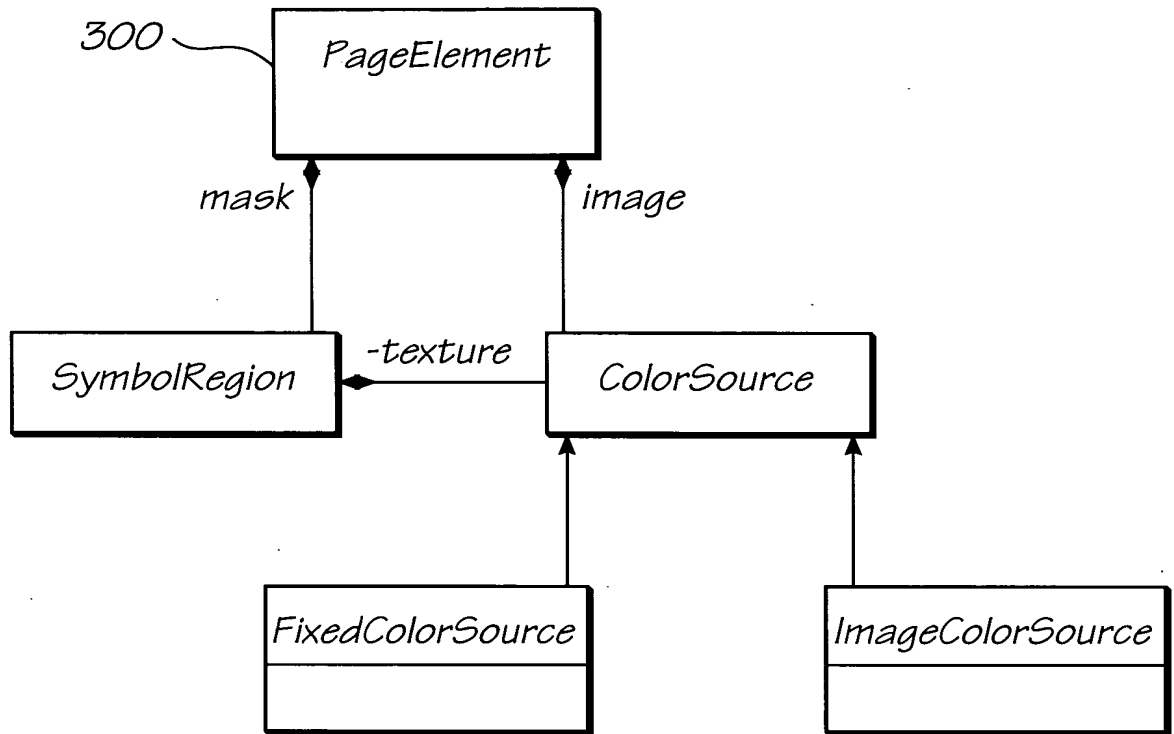 300
PageElement
mask
image
-texture
SymbolRegion
ColorSource
FixedColorSource
ImageColorSource